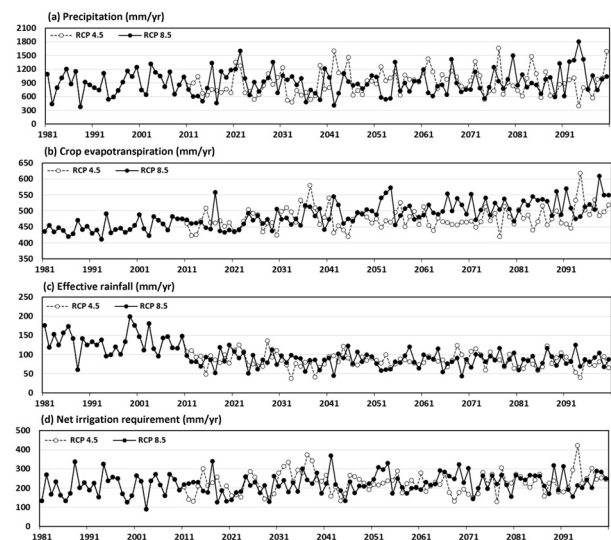 (a) Precipitation (mm/yr)
2100
1800
1500
1200
900
600
300
0
RCP 4.5
RCP 8.5
1981 1991 2001 2011 2021 2031 2041 2051 2061 2071 2081 2091
(b) Crop evapotranspiration (mm/yr)
650
600
550
500
450
400
350
RCP 4.5
RCP 8.5
1981 1991 2001 2011 2021 2031 2041 2051 2061 2071 2081 2091
(c) Effective rainfall (mm/yr)
250
200
150
100
50
0
RCP 4.5
RCP 8.5
1981 1991 2001 2011 2021 2031 2041 2051 2061 2071 2081 2091
(d) Net irrigation requirement (mm/yr)
500
400
300
200
100
0
RCP 4.5
RCP 8.5
1981 1991 2001 2011 2021 2031 2041 2051 2061 2071 2081 2091